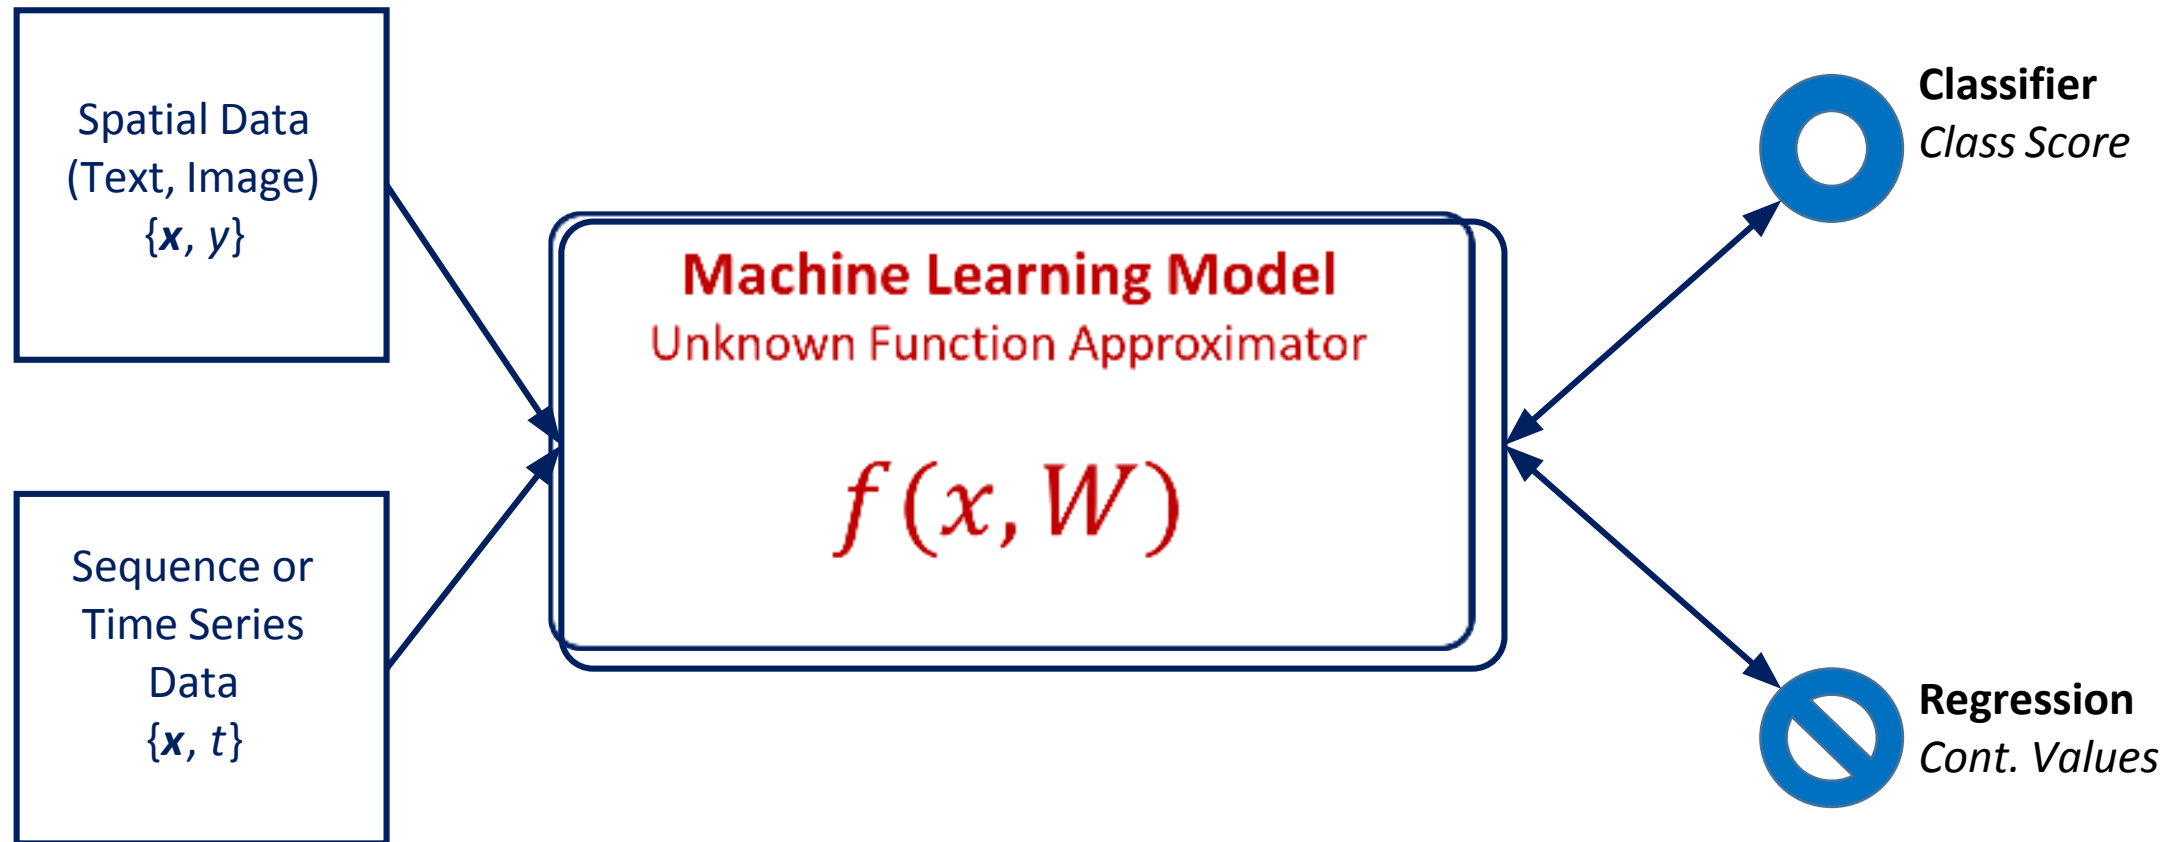 Spatial Data
(Text, Image)
{x, y}
Sequence or
Time Series
Data
{x, t}
Machine Learning Model
Unknown Function Approximator
f(x, W)
Classifier
Class Score
Regression
Cont. Values